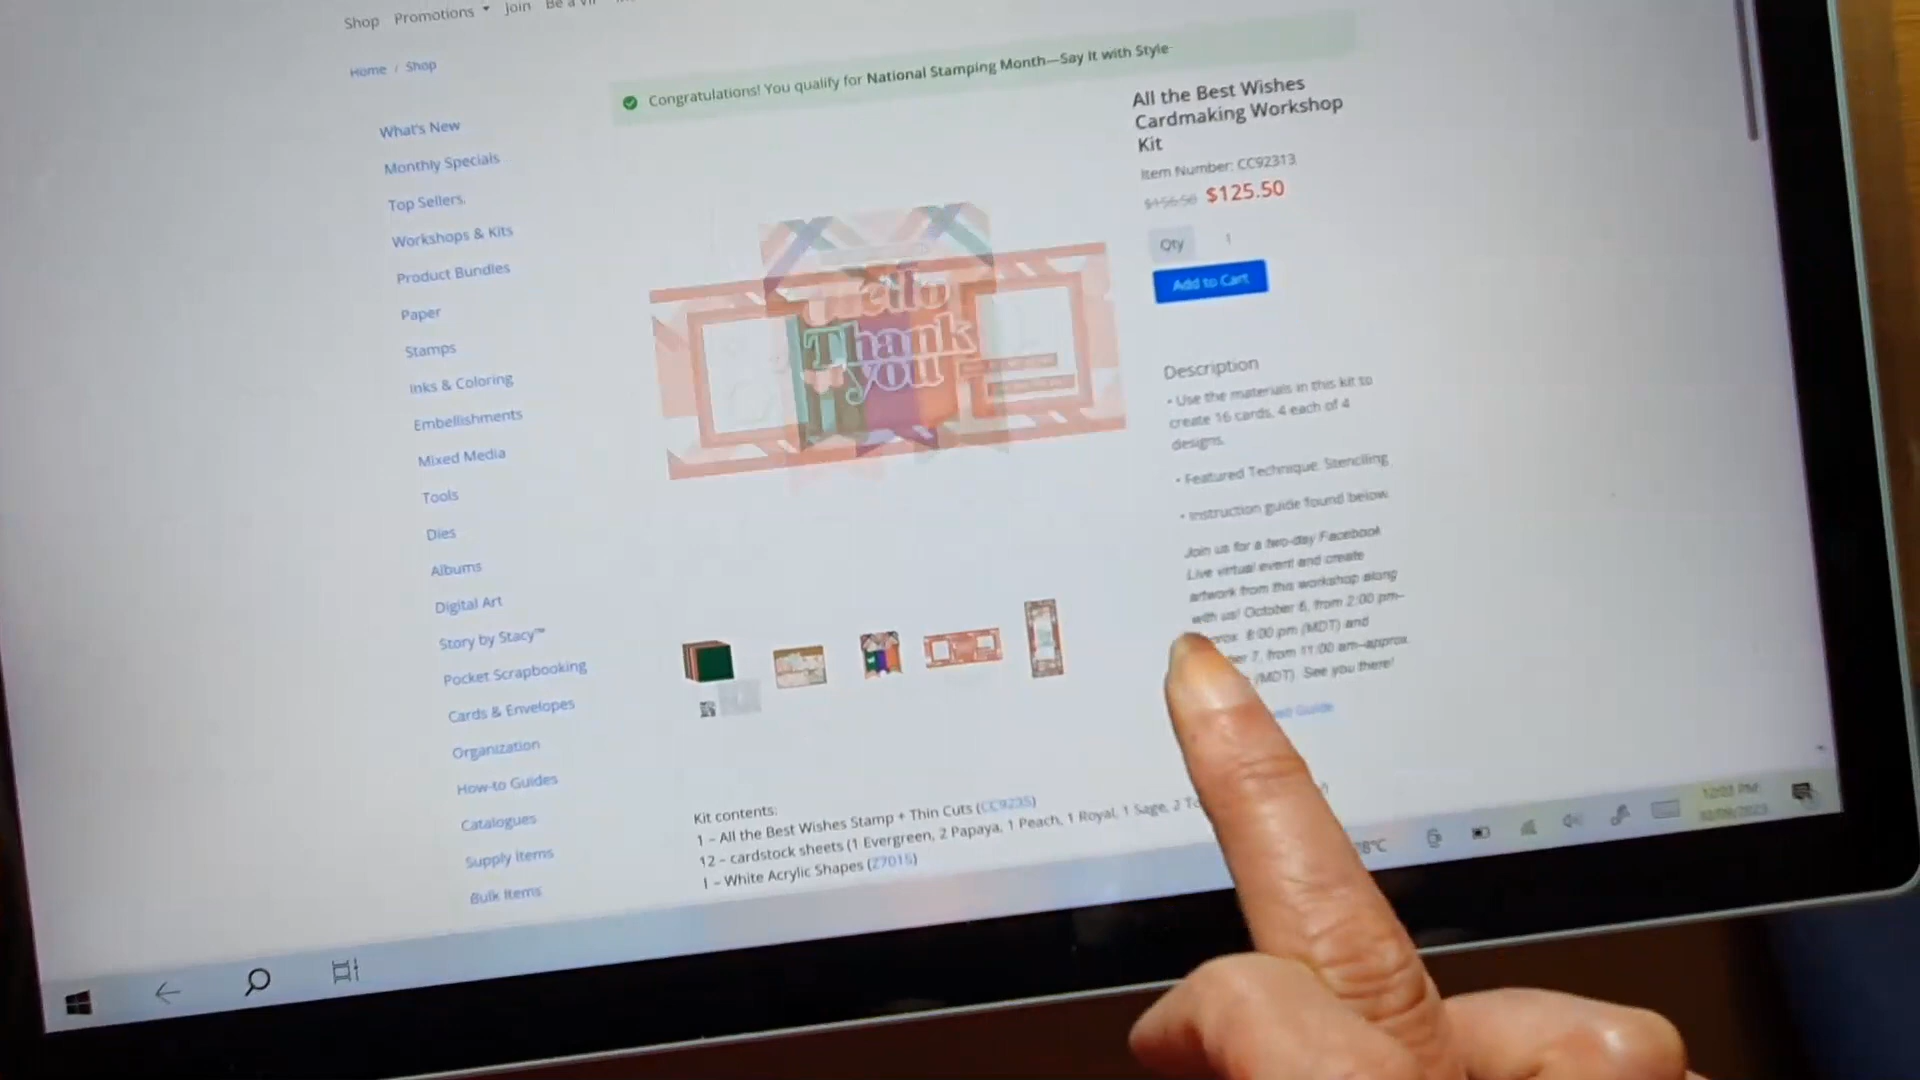 Shop Promotions Join Be a VIP
Home / Shop
What's New
Monthly Specials
Top Sellers
Workshops & Kits
Product Bundles
Paper
Stamps
Inks & Coloring
Embellishments
Mixed Media
Tools
Dies
Albums
Digital Art
Story by Stacy™
Pocket Scrapbooking
Cards & Envelopes
Organization
How-to Guides
Catalogues
Supply Items
Bulk Items
Congratulations! You qualify for National Stamping Month—Say It with Style
Hello
Thank
you
All the Best Wishes
Cardmaking Workshop
Kit
Item Number: CC92313
$156.50 $125.50
Qty 1
Add to Cart
Description
• Use the materials in this kit to
create 16 cards, 4 each of 4
designs.
• Featured Technique: Stenciling
• Instruction guide found below
Join us for a two-day Facebook
Live virtual event and create
artwork from this workshop along
with us! October 6, from 2:00 pm–
8:00 pm (MDT) and
7, from 11:00 am–approx.
(MDT). See you there!
Guide
Kit contents:
1 – All the Best Wishes Stamp + Thin Cuts (CC9235)
12 – cardstock sheets (1 Evergreen, 2 Papaya, 1 Peach, 1 Royal, 1 Sage, 2
1 – White Acrylic Shapes (Z7015)
8°C
12:03 PM